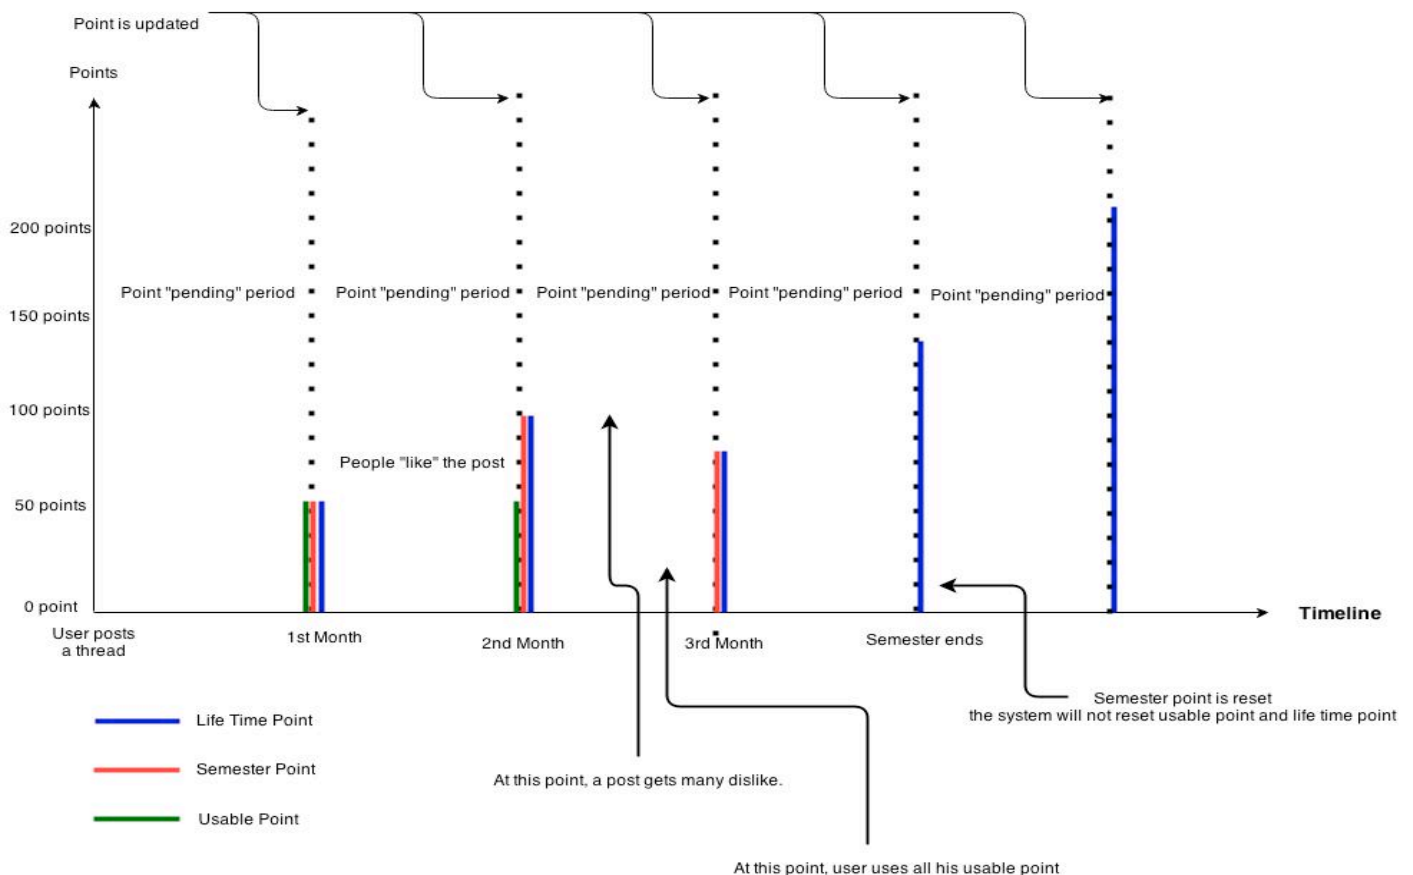 Point is updated
Points
200 points
Point "pending" period
Point "pending" period
Point "pending" period
Point "pending" period
Point "pending" period
150 points
100 points
People "like" the post
50 points
0 point
Timeline
User posts
a thread
1st Month
2nd Month
3rd Month
Semester ends
Semester point is reset
the system will not reset usable point and life time point
Life Time Point
Semester Point
At this point, a post gets many dislike.
Usable Point
At this point, user uses all his usable point